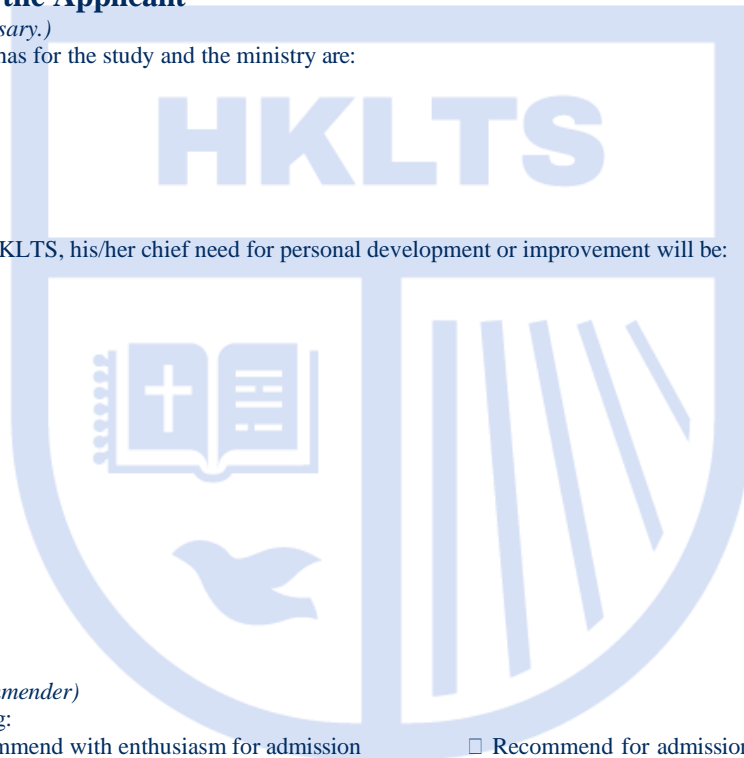 the Applicant
sary.)
has for the study and the ministry are:
HKLTS
KLTS, his/her chief need for personal development or improvement will be:
mender)
g:
mmend with enthusiasm for admission ☐ Recommend for admission